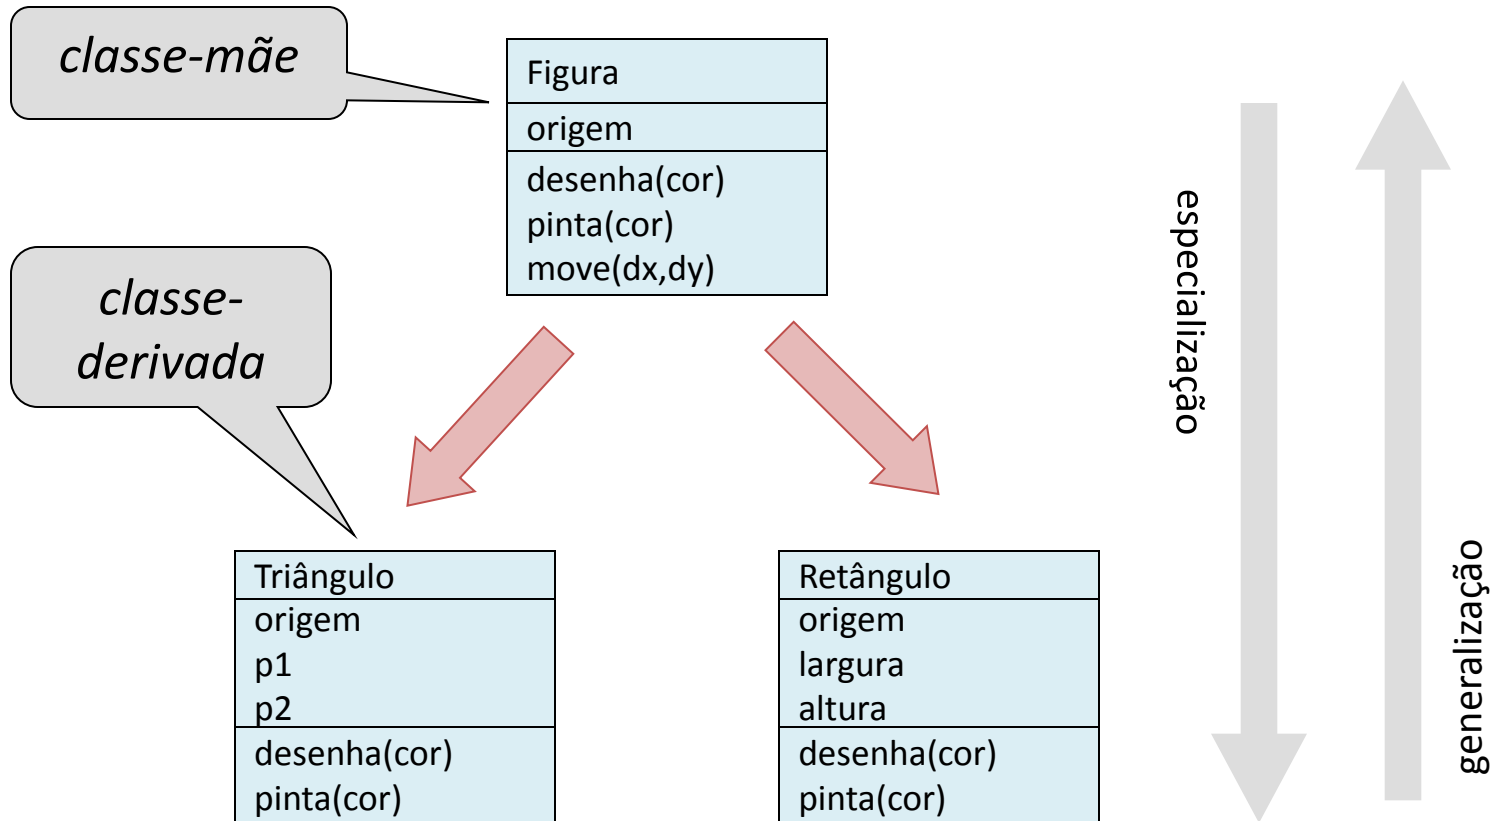 classe-mãe
Figura
origem
desenha(cor)
pinta(cor)
move(dx,dy)
classe-
derivada
Triângulo
origem
p1
p2
desenha(cor)
pinta(cor)
Retângulo
origem
largura
altura
desenha(cor)
pinta(cor)
especialização
generalização